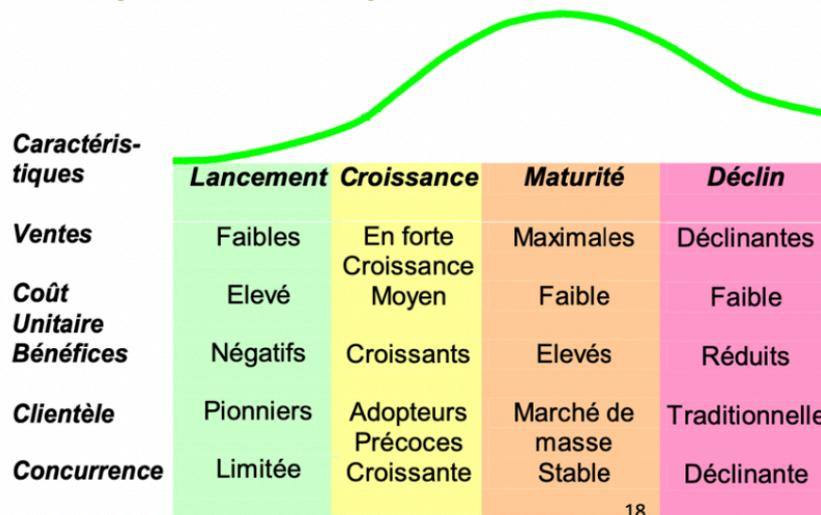 Caractéris-
tiques
Lancement Croissance Maturité Déclin
Ventes Faibles En forte Maximales Déclinantes
Croissance
Coût Elevé Moyen Faible Faible
Unitaire
Bénéfices Négatifs Croissants Elevés Réduits
Clientèle Pionniers Adopteurs Marché de Traditionnelle
Précoces masse
Concurrence Limitée Croissante Stable Déclinante
18